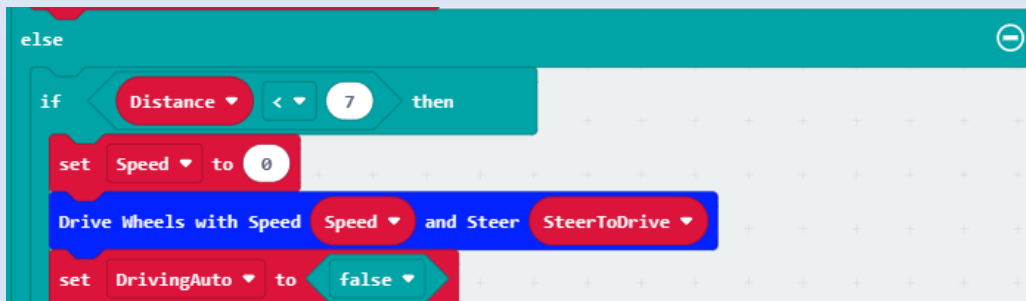 else
if Distance < 7 then
set Speed to 0
Drive Wheels with Speed Speed and Steer SteerToDrive
set DrivingAuto to false